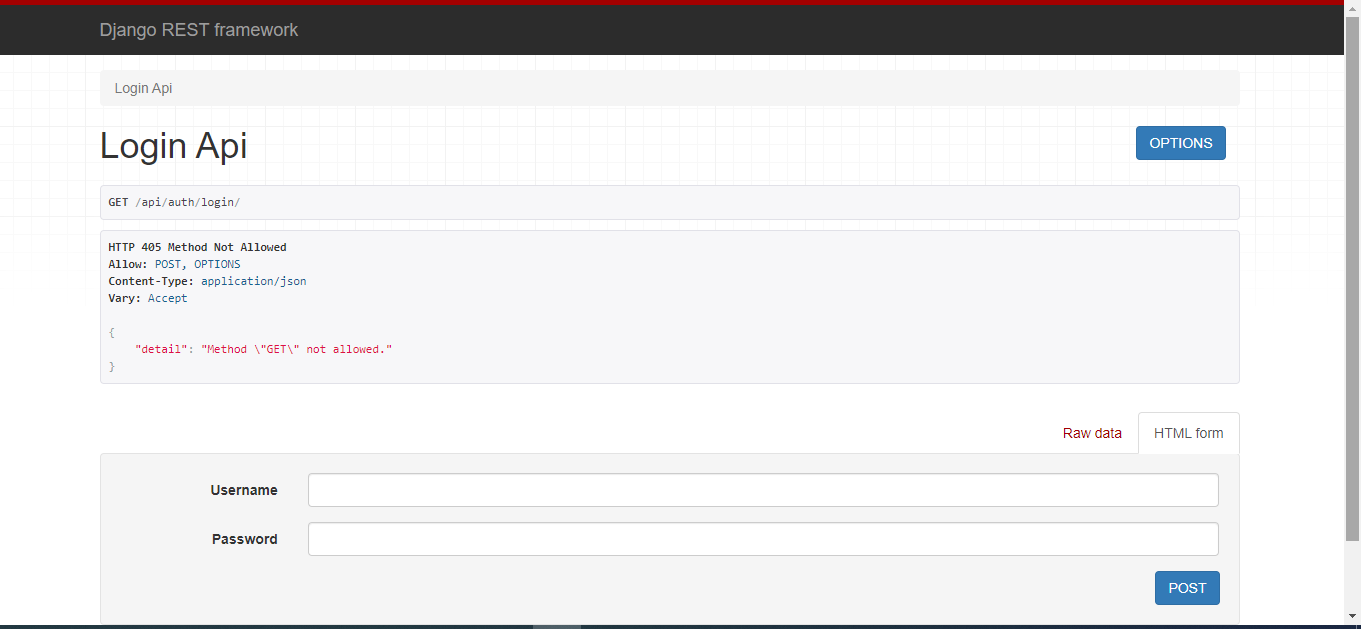 Django REST framework
Login Api
Login Api
OPTIONS
GET /api/auth/login/
HTTP 405 Method Not Allowed
Allow: POST, OPTIONS
Content-Type: application/json
Vary: Accept
{
    "detail": "Method \"GET\" not allowed."
}
Raw data
HTML form
Username
Password
POST